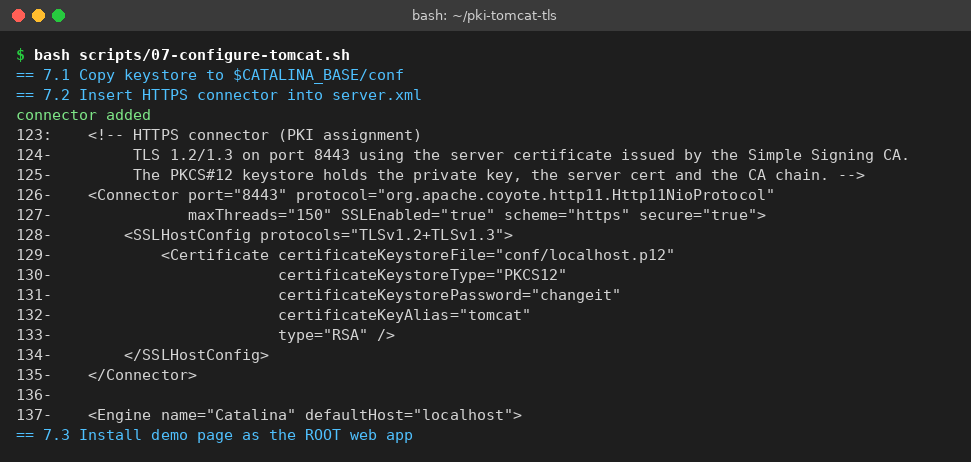 bash: ~/pki-tomcat-tls
$ bash scripts/07-configure-tomcat.sh
== 7.1 Copy keystore to $CATALINA_BASE/conf
== 7.2 Insert HTTPS connector into server.xml
connector added
123:    <!-- HTTPS connector (PKI assignment)
124-         TLS 1.2/1.3 on port 8443 using the server certificate issued by the Simple Signing CA.
125-         The PKCS#12 keystore holds the private key, the server cert and the CA chain. -->
126-    <Connector port="8443" protocol="org.apache.coyote.http11.Http11NioProtocol"
127-               maxThreads="150" SSLEnabled="true" scheme="https" secure="true">
128-        <SSLHostConfig protocols="TLSv1.2+TLSv1.3">
129-            <Certificate certificateKeystoreFile="conf/localhost.p12"
130-                         certificateKeystoreType="PKCS12"
131-                         certificateKeystorePassword="changeit"
132-                         certificateKeyAlias="tomcat"
133-                         type="RSA" />
134-        </SSLHostConfig>
135-    </Connector>
136-
137-    <Engine name="Catalina" defaultHost="localhost">
== 7.3 Install demo page as the ROOT web app